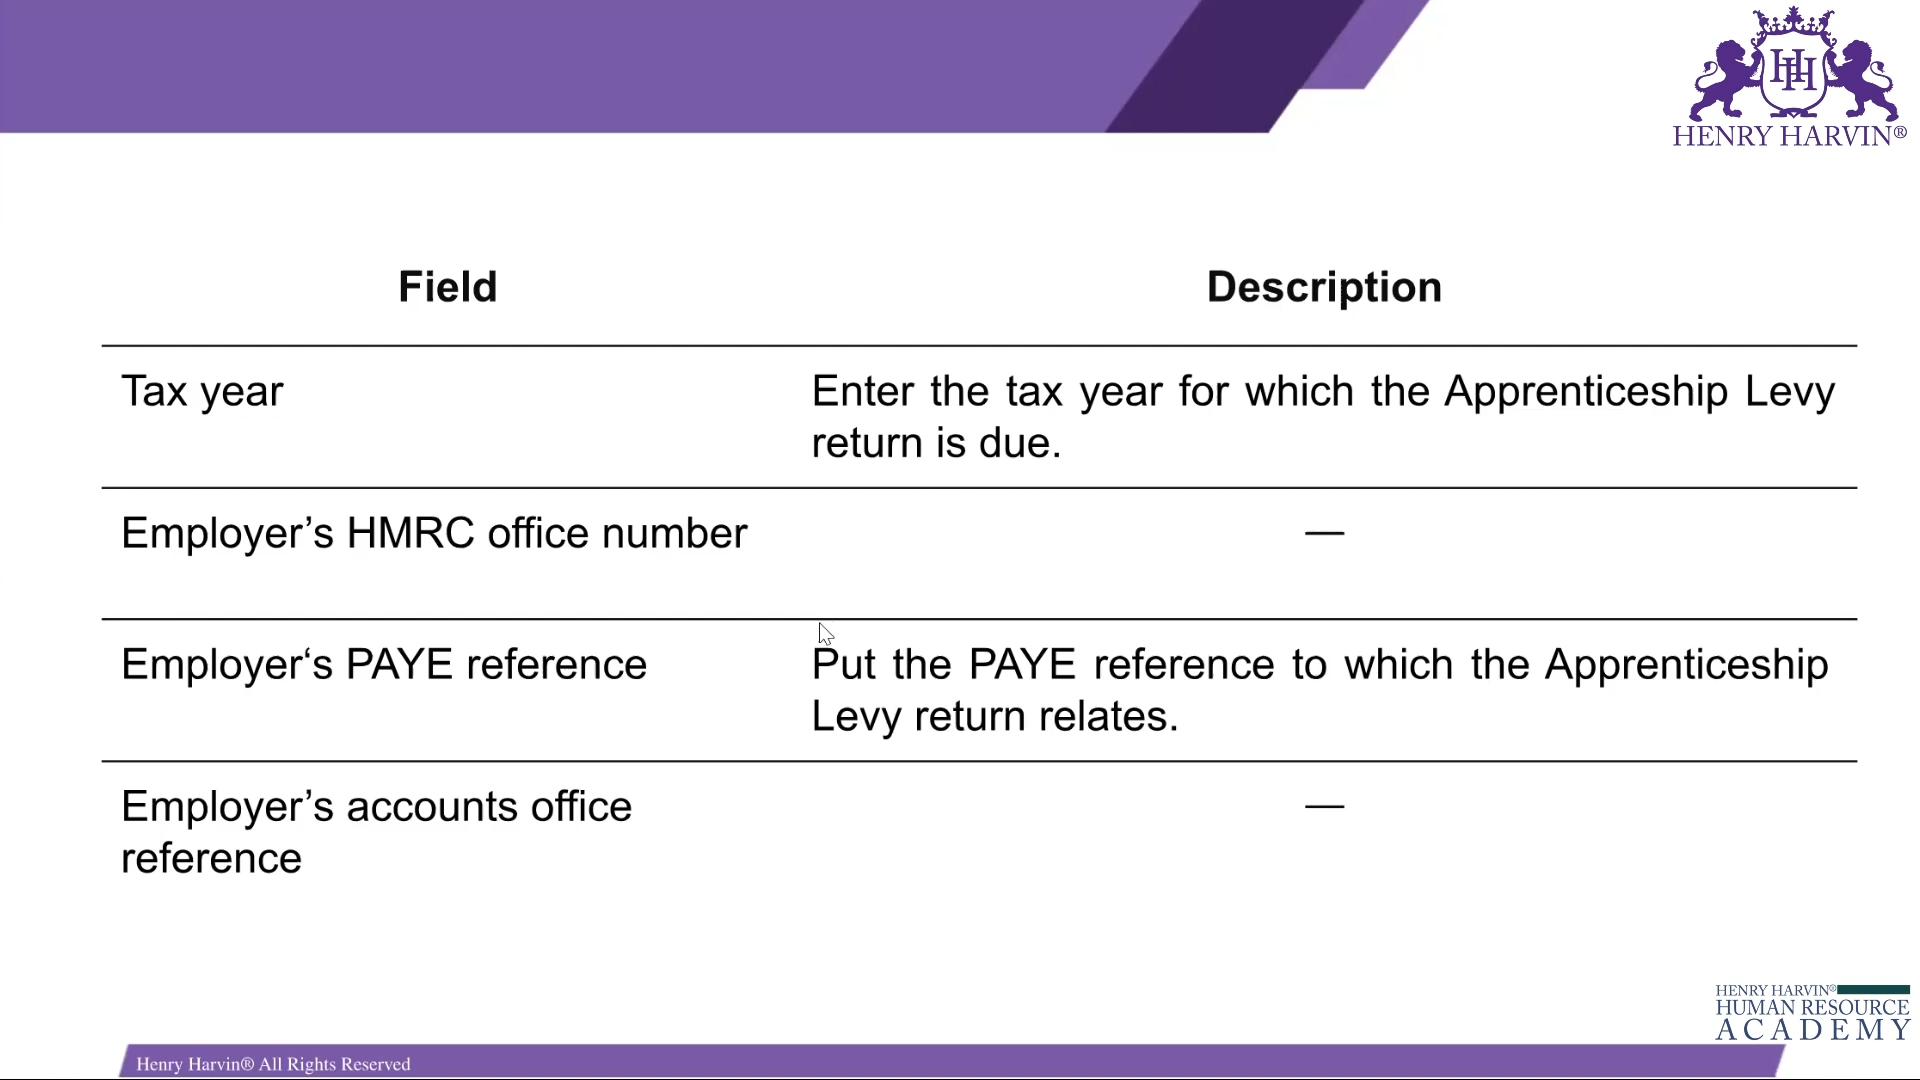 HH
HENRY HARVIN®
Field Description
Tax year
Enter the tax year for which the Apprenticeship Levy
return is due.
Employer’s HMRC office number
—
Employer‘s PAYE reference
Put the PAYE reference to which the Apprenticeship
Levy return relates.
Employer’s accounts office
reference
—
HENRY HARVIN®
HUMAN RESOURCE
ACADEMY
Henry Harvin® All Rights Reserved